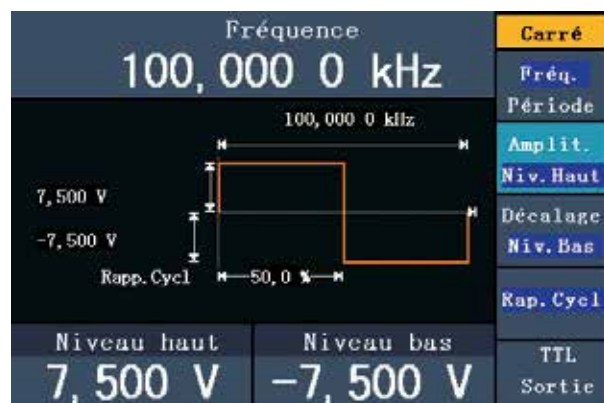 Fréquence
100,000 0 kHz
100,000 0 kHz
7,500 V
-7,500 V
Rapp.Cycl
50,0 %
Niveau haut
7,500 V
Niveau bas
-7,500 V
Carré
Fréq.
Période
Amplit.
Niv.Haut
Décalage
Niv.Bas
Rap.Cycl
TTL
Sortie